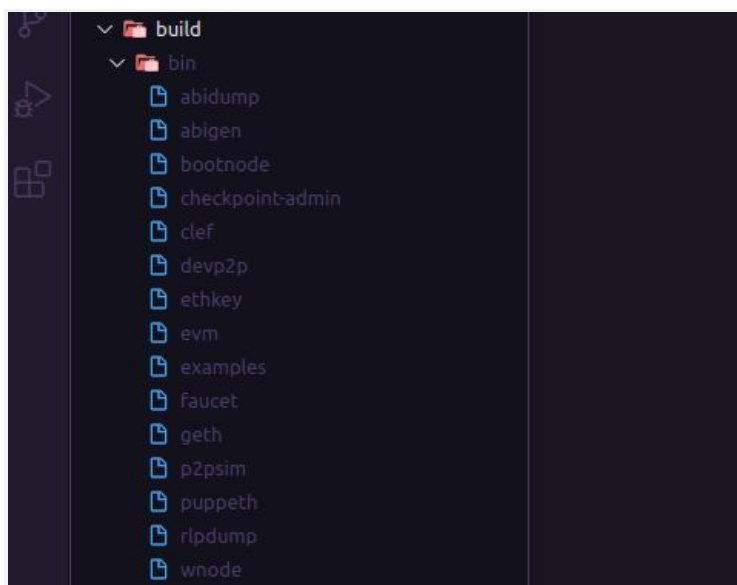 build
bin
abidump
abigen
bootnode
checkpoint-admin
clef
devp2p
ethkey
evm
examples
faucet
geth
p2psim
puppeth
rlpdump
wnode